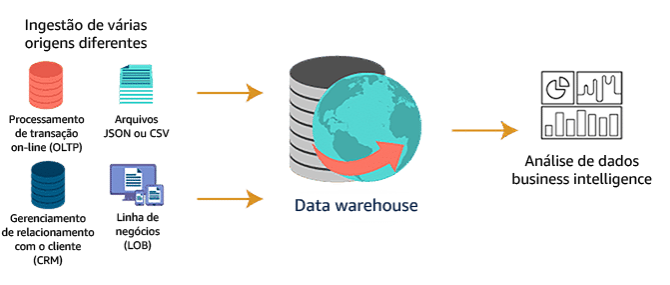 Ingestão de várias
origens diferentes
Processamento
de transação
on-line (OLTP)
Arquivos
JSON ou CSV
Gerenciamento
de relacionamento
com o cliente
(CRM)
Linha de
negócios
(LOB)
Data warehouse
Análise de dados
business intelligence